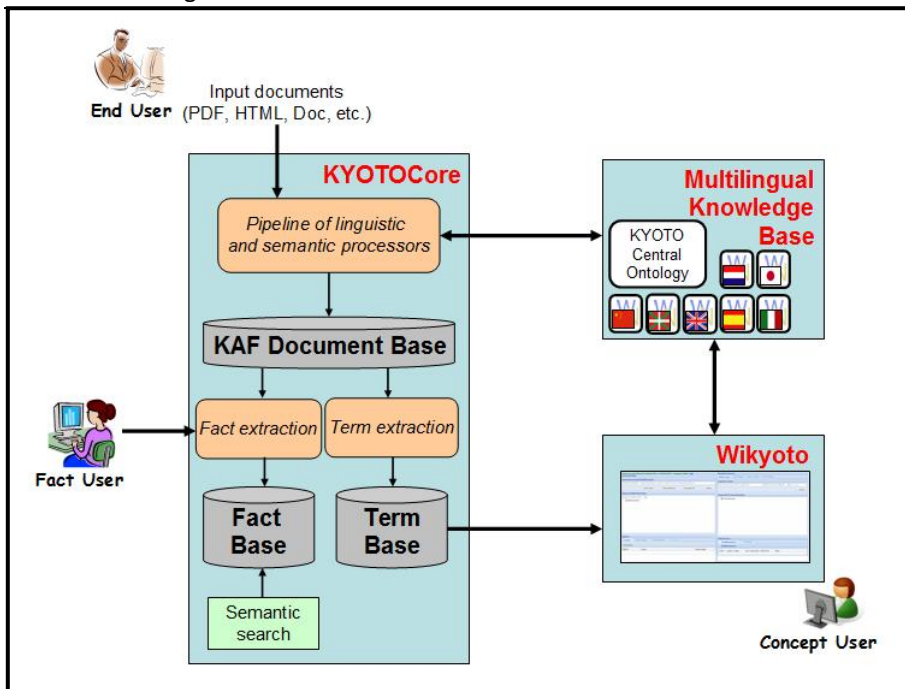 End User
Input documents
(PDF, HTML, Doc, etc.)
KYOTOCore
Pipeline of linguistic
and semantic processors
KAF Document Base
Fact extraction
Term extraction
Fact
Base
Term
Base
Semantic
search
Fact User
Multilingual
Knowledge
Base
KYOTO
Central
Ontology
Wikyoto
Concept User